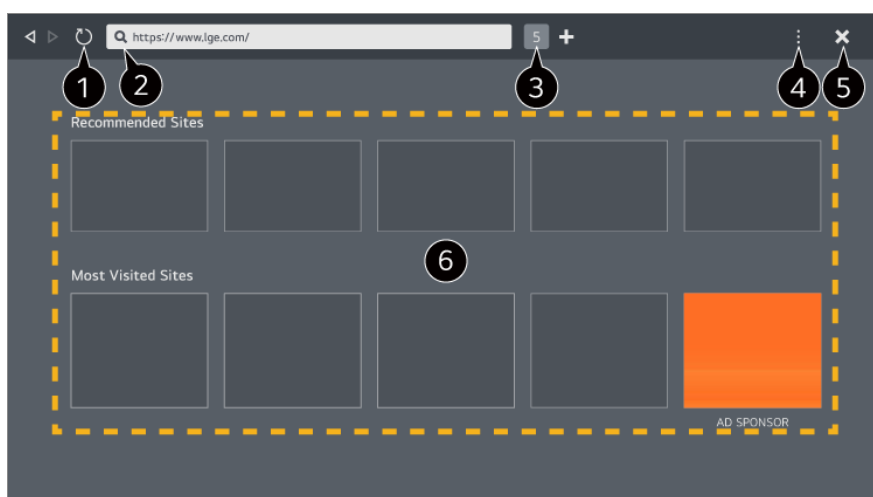 https://www.lge.com/ 5
1 2 3 4 5
Recommended Sites
6
Most Visited Sites
AD SPONSOR